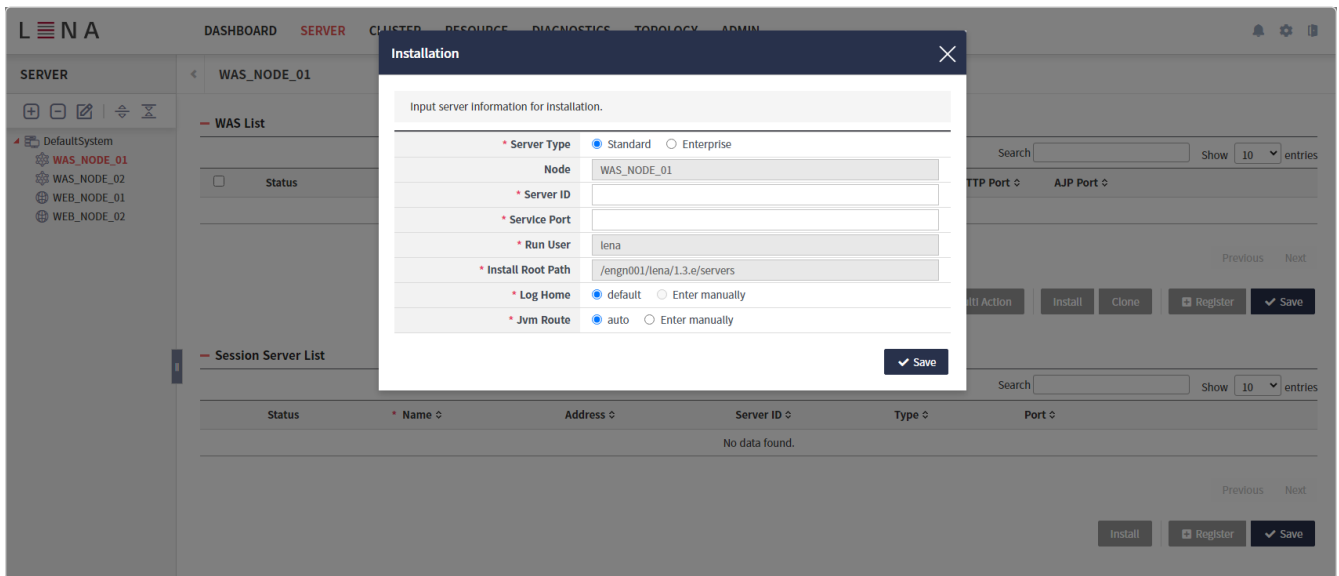 LENA
DASHBOARD SERVER CLUSTER RESOURCE DIAGNOSTICS TOPOLOGY ADMIN
SERVER
WAS_NODE_01
DefaultSystem
WAS_NODE_01
WAS_NODE_02
WEB_NODE_01
WEB_NODE_02
WAS List
Search Show 10 entries
Status TTP Port AJP Port
Previous Next
lti Action Install Clone Register Save
Installation
Input server information for installation.
* Server Type Standard Enterprise
Node WAS_NODE_01
* Server ID
* Service Port
* Run User lena
* Install Root Path /engn001/lena/1.3.e/servers
* Log Home default Enter manually
* Jvm Route auto Enter manually
Save
Session Server List
Search Show 10 entries
Status * Name Address Server ID Type Port
No data found.
Previous Next
Install Register Save